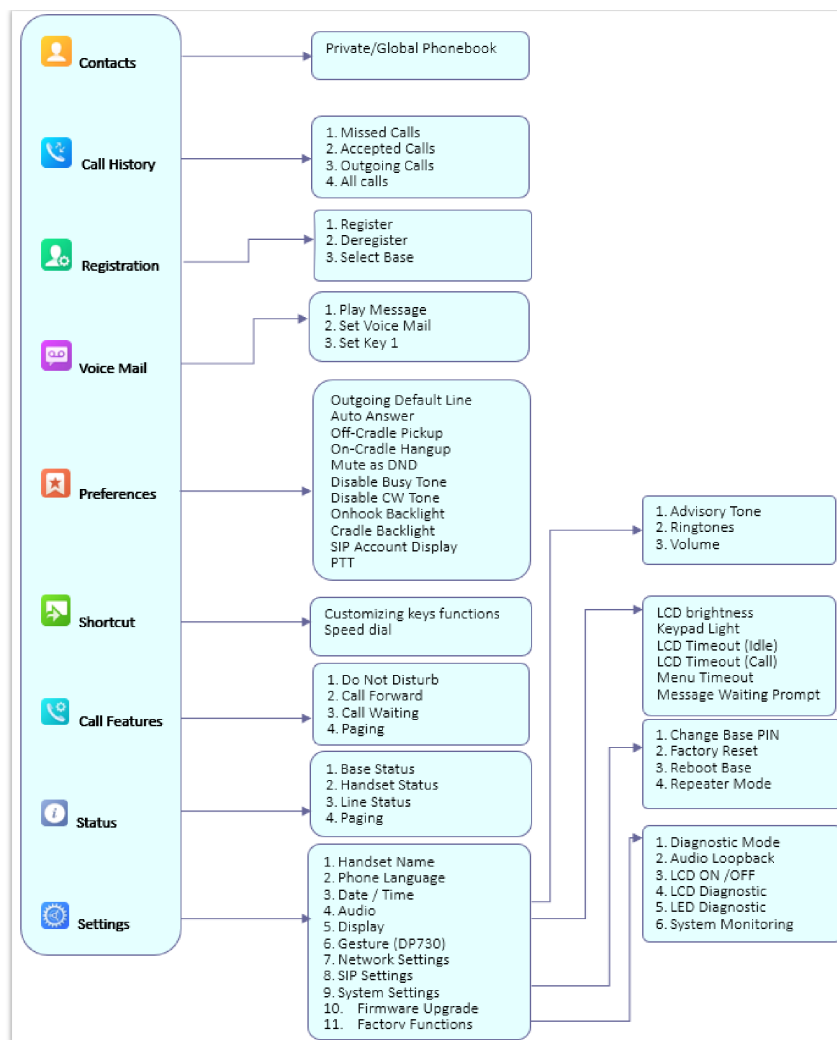 Contacts
Private/Global Phonebook
Call History
1. Missed Calls
2. Accepted Calls
3. Outgoing Calls
4. All calls
Registration
1. Register
2. Deregister
3. Select Base
Voice Mail
1. Play Message
2. Set Voice Mail
3. Set Key 1
Preferences
Outgoing Default Line
Auto Answer
Off-Cradle Pickup
On-Cradle Hangup
Mute as DND
Disable Busy Tone
Disable CW Tone
Onhook Backlight
Cradle Backlight
SIP Account Display
PTT
Shortcut
Customizing keys functions
Speed dial
Call Features
1. Do Not Disturb
2. Call Forward
3. Call Waiting
4. Paging
Status
1. Base Status
2. Handset Status
3. Line Status
4. Paging
Settings
1. Handset Name
2. Phone Language
3. Date / Time
4. Audio
5. Display
6. Gesture (DP730)
7. Network Settings
8. SIP Settings
9. System Settings
10. Firmware Upgrade
11. Factory Functions
1. Advisory Tone
2. Ringtones
3. Volume
LCD brightness
Keypad Light
LCD Timeout (Idle)
LCD Timeout (Call)
Menu Timeout
Message Waiting Prompt
1. Change Base PIN
2. Factory Reset
3. Reboot Base
4. Repeater Mode
1. Diagnostic Mode
2. Audio Loopback
3. LCD ON /OFF
4. LCD Diagnostic
5. LED Diagnostic
6. System Monitoring